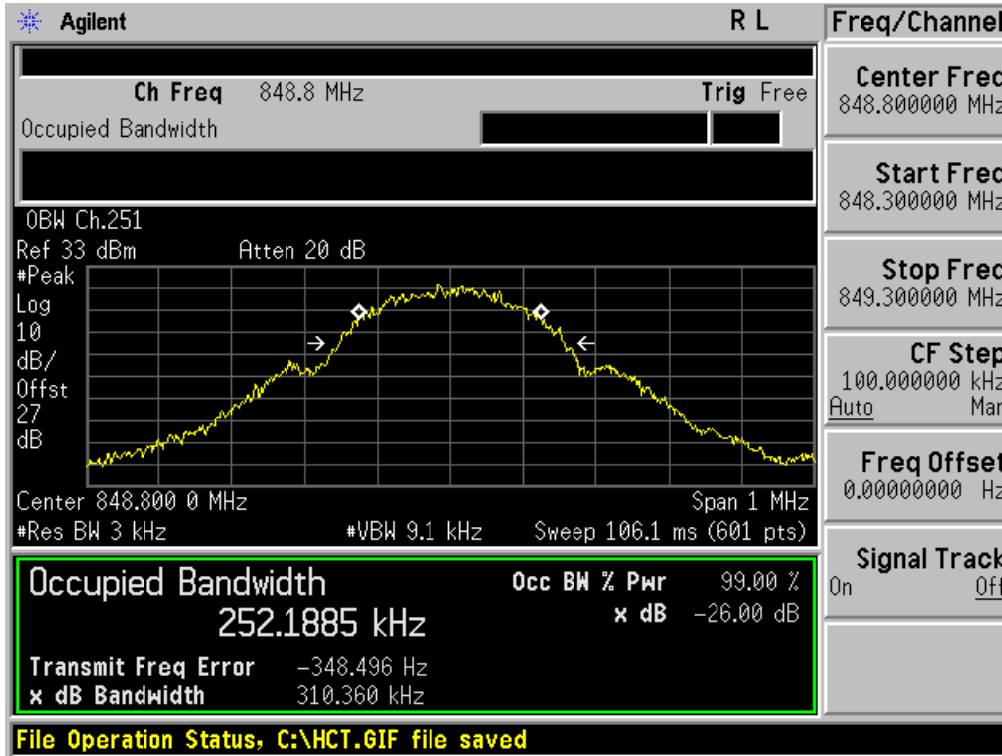 Agilent R L Freq/Channel
Ch Freq 848.8 MHz Trig Free
Occupied Bandwidth
Center Freq
848.800000 MHz
Start Freq
848.300000 MHz
OBW Ch.251
Ref 33 dBm Atten 20 dB
#Peak
Log
10
dB/
Offst
27
dB
Stop Freq
849.300000 MHz
CF Step
100.000000 kHz
Auto Man
Freq Offset
0.00000000 Hz
Center 848.800 0 MHz Span 1 MHz
#Res BW 3 kHz #VBW 9.1 kHz Sweep 106.1 ms (601 pts)
Signal Track
On Off
Occupied Bandwidth
252.1885 kHz
Occ BW % Pwr 99.00 %
x dB -26.00 dB
Transmit Freq Error -348.496 Hz
x dB Bandwidth 310.360 kHz
File Operation Status, C:\HCT.GIF file saved